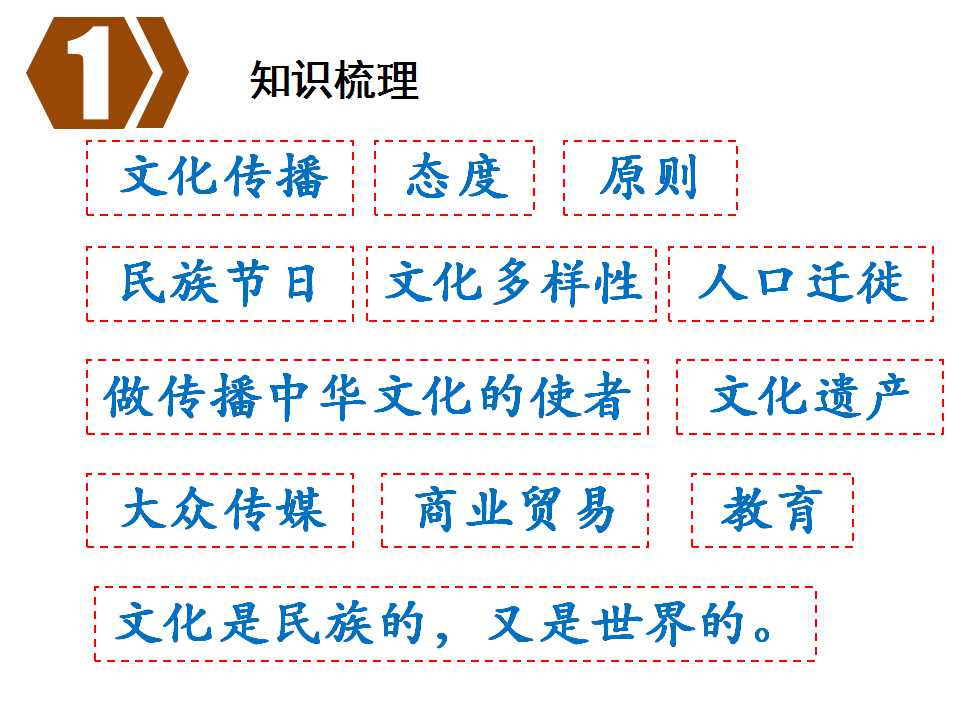 1
知识梳理
文化传播 态度 原则
民族节日 文化多样性 人口迁徙
做传播中华文化的使者 文化遗产
大众传媒 商业贸易 教育
文化是民族的，又是世界的。